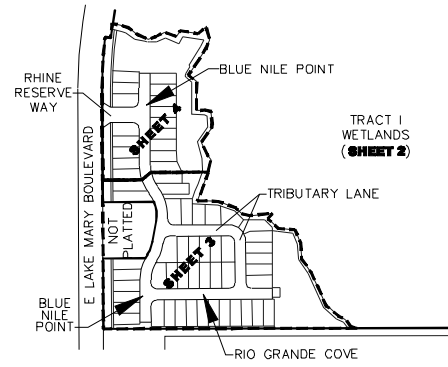 BLUE NILE POINT
RHINE
RESERVE
WAY
SHEET 4
TRACT I
WETLANDS
(SHEET 2)
E LAKE MARY BOULEVARD
TRIBUTARY LANE
NOT
PLATTED
SHEET 3
BLUE
NILE
POINT
RIO GRANDE COVE